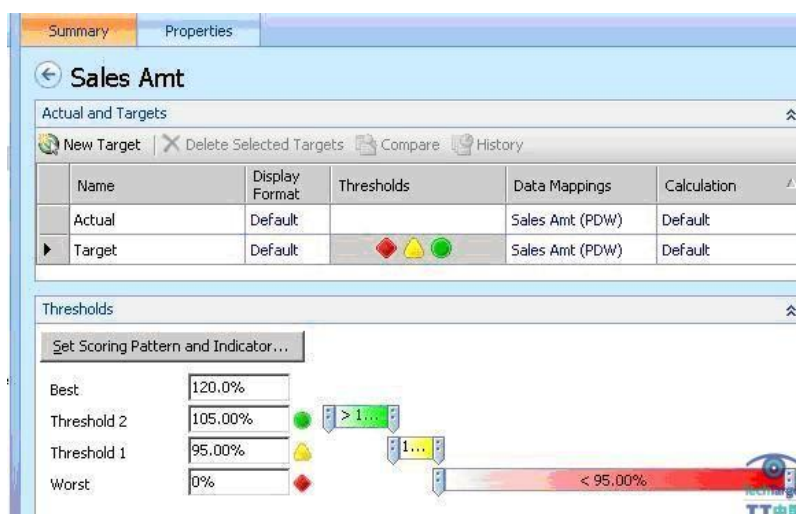 Summary Properties
Sales Amt
Actual and Targets
New Target Delete Selected Targets Compare History
Name Display Format Thresholds Data Mappings Calculation
Actual Default Sales Amt (PDW) Default
Target Default Sales Amt (PDW) Default
Thresholds
Set Scoring Pattern and Indicator...
Best 120.0%
Threshold 2 105.00% > 1...
Threshold 1 95.00% 1...
Worst 0% < 95.00%